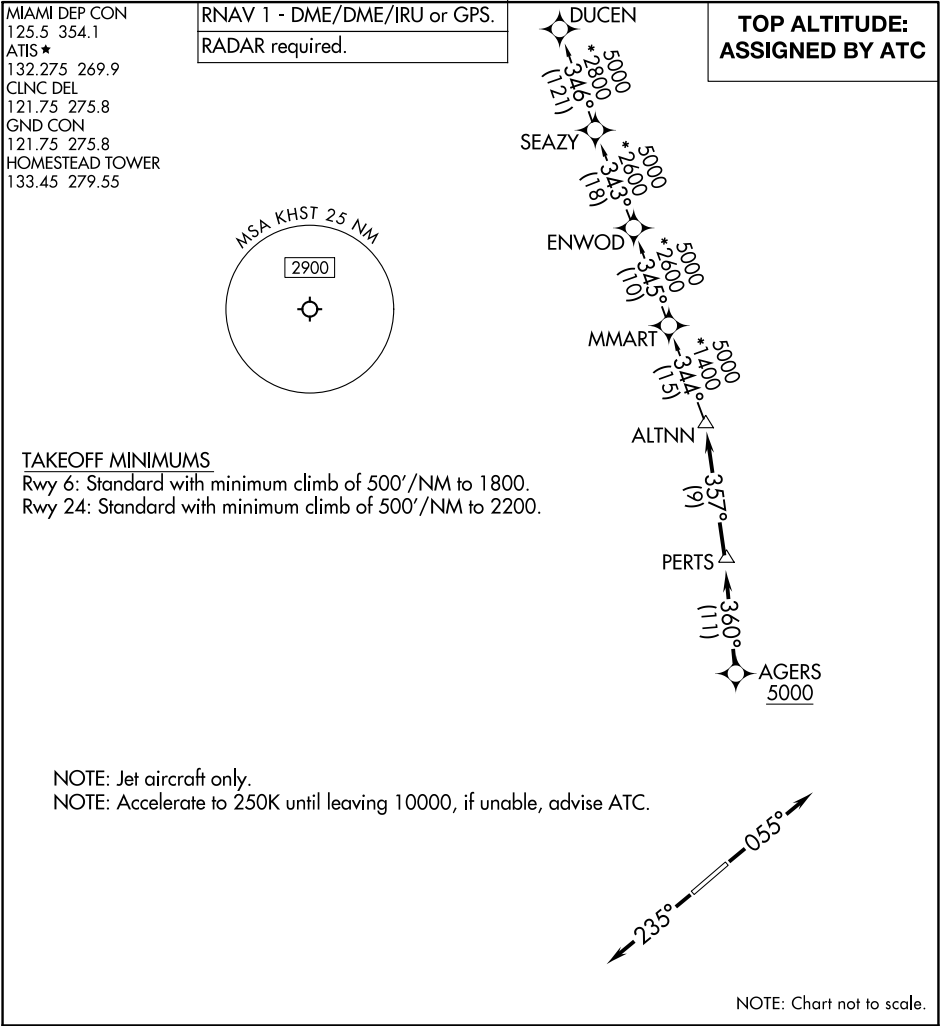 MIAMI DEP CON
125.5 354.1
ATIS ★
132.275 269.9
CLNC DEL
121.75 275.8
GND CON
121.75 275.8
HOMESTEAD TOWER
133.45 279.55
RNAV 1 - DME/DME/IRU or GPS.
RADAR required.
TOP ALTITUDE:
ASSIGNED BY ATC
DUCEN
5000
*2800
346°
(121)
SEAZY
5000
*2600
343°
(18)
ENWOD
5000
*2600
345°
(10)
MMART
5000
*1400
344°
(15)
ALTNN
357°
(9)
PERTS
360°
(11)
AGERS
5000
MSA KHST 25 NM
2900
TAKEOFF MINIMUMS
Rwy 6: Standard with minimum climb of 500'/NM to 1800.
Rwy 24: Standard with minimum climb of 500'/NM to 2200.
NOTE: Jet aircraft only.
NOTE: Accelerate to 250K until leaving 10000, if unable, advise ATC.
055°
235°
NOTE: Chart not to scale.